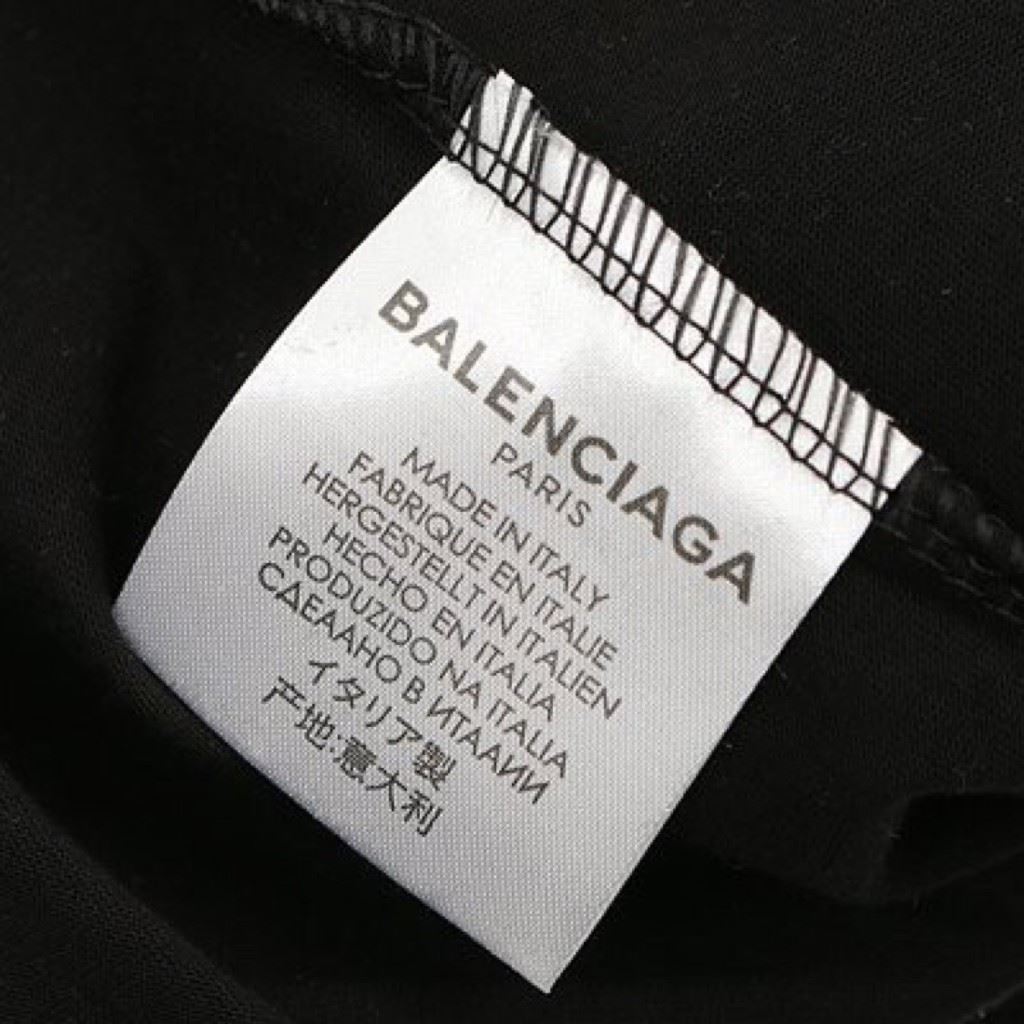 BALENCIAGA
PARIS
MADE IN ITALY
FABRIQUE EN ITALIE
HERGESTELLT IN ITALIEN
HECHO EN ITALIA
PRODUZIDO NA ITALIA
СДЕЛАНО В ИТАЛИИ
イタリア製
产地:意大利